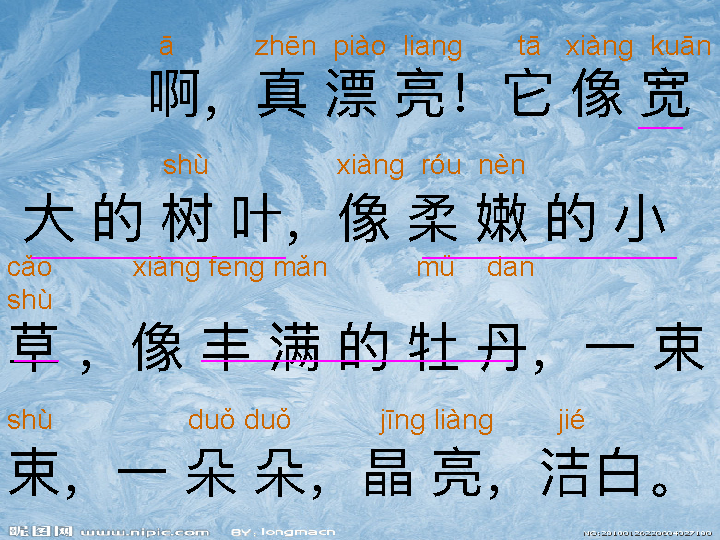 ā zhēn piào liang tā xiàng kuān
啊，真漂亮！它像宽
shù xiàng róu nèn
大的树叶，像柔嫩的小
cǎo xiàng feng mǎn mü dan
shù
草，像丰满的牡丹，一束
shù duǒ duǒ jīng liàng jié
束，一朵朵，晶亮，洁白。
昵图网 www.nipic.com BY: longmacn